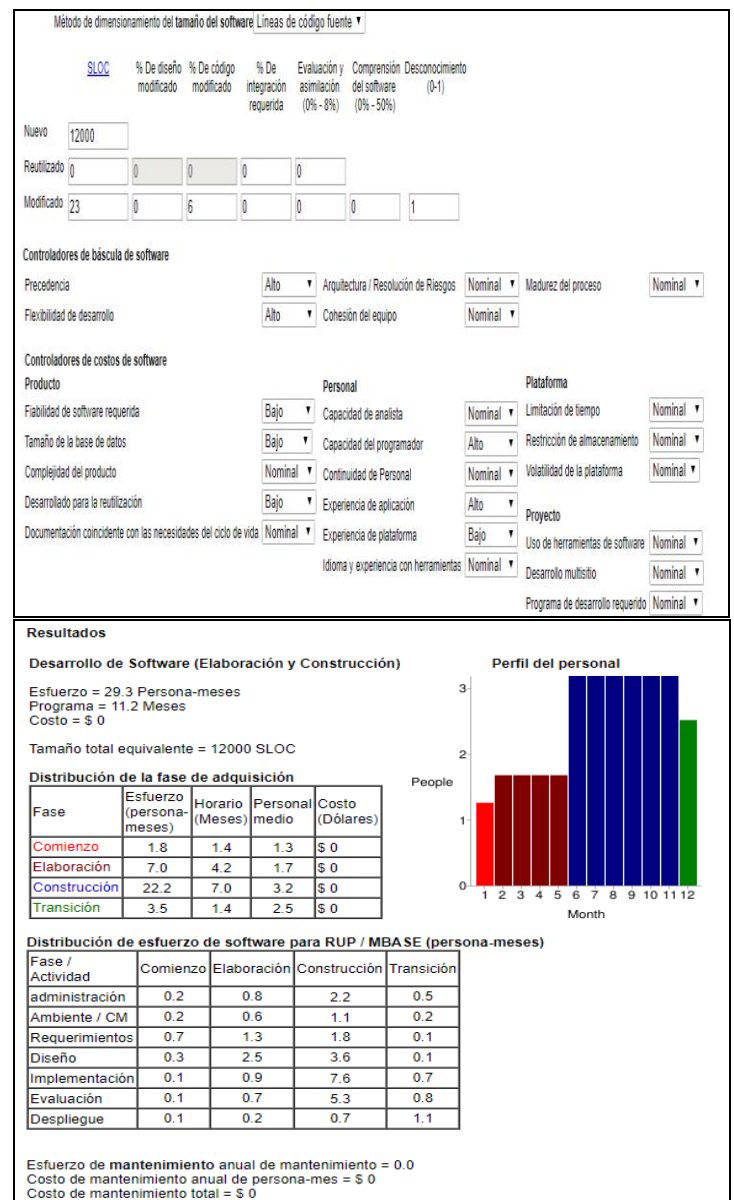 Método de dimensionamiento del tamaño del software Líneas de código fuente
SLOC % De diseño modificado % De código modificado % De integración requerida Evaluación y asimilación (0% - 8%) Comprensión del software (0% - 50%) Desconocimiento (0-1)
Nuevo 12000
Reutilizado 0 0 0 0 0
Modificado 23 0 6 0 0 0 1
Controladores de báscula de software
Precedencia Alto Arquitectura / Resolución de Riesgos Nominal Madurez del proceso Nominal
Flexibilidad de desarrollo Alto Cohesión del equipo Nominal
Controladores de costos de software
Producto
Fiabilidad de software requerida Bajo
Tamaño de la base de datos Bajo
Complejidad del producto Nominal
Desarrollado para la reutilización Bajo
Documentación coincidente con las necesidades del ciclo de vida Nominal
Personal
Capacidad de analista Nominal
Capacidad del programador Alto
Continuidad de Personal Nominal
Experiencia de aplicación Alto
Experiencia de plataforma Bajo
Idioma y experiencia con herramientas Nominal
Plataforma
Limitación de tiempo Nominal
Restricción de almacenamiento Nominal
Volatilidad de la plataforma Nominal
Proyecto
Uso de herramientas de software Nominal
Desarrollo multisitio Nominal
Programa de desarrollo requerido Nominal
Resultados
Desarrollo de Software (Elaboración y Construcción)
Esfuerzo = 29.3 Persona-meses
Programa = 11.2 Meses
Costo = $ 0
Tamaño total equivalente = 12000 SLOC
Distribución de la fase de adquisición
Fase Esfuerzo (persona-meses) Horario (Meses) Personal medio Costo (Dólares)
Comienzo 1.8 1.4 1.3 $ 0
Elaboración 7.0 4.2 1.7 $ 0
Construcción 22.2 7.0 3.2 $ 0
Transición 3.5 1.4 2.5 $ 0
Perfil del personal
3
2
People
1
0
1 2 3 4 5 6 7 8 9 10 11 12
Month
Distribución de esfuerzo de software para RUP / MBASE (persona-meses)
Fase / Actividad Comienzo Elaboración Construcción Transición
administración 0.2 0.8 2.2 0.5
Ambiente / CM 0.2 0.6 1.1 0.2
Requerimientos 0.7 1.3 1.8 0.1
Diseño 0.3 2.5 3.6 0.1
Implementación 0.1 0.9 7.6 0.7
Evaluación 0.1 0.7 5.3 0.8
Despliegue 0.1 0.2 0.7 1.1
Esfuerzo de mantenimiento anual de mantenimiento = 0.0
Costo de mantenimiento anual de persona-mes = $ 0
Costo de mantenimiento total = $ 0